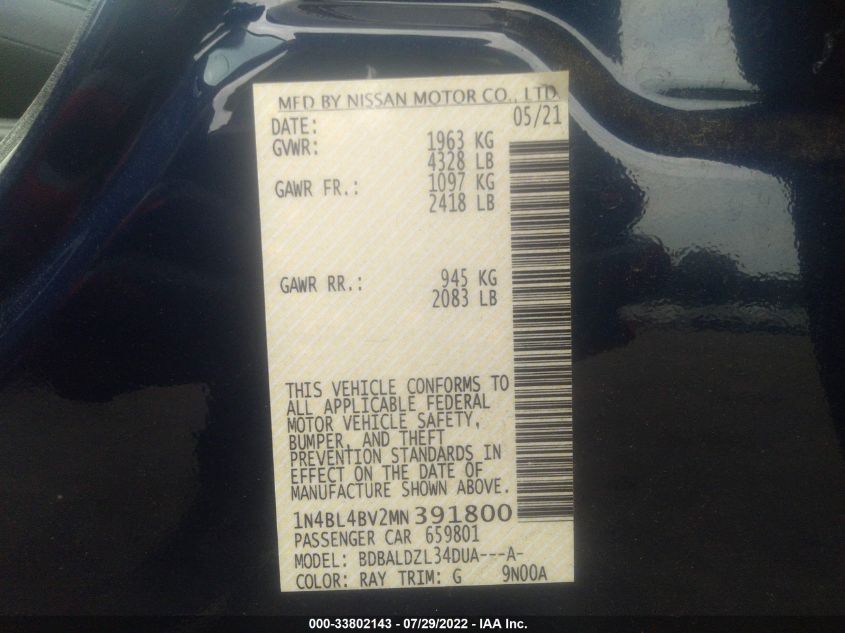 MFD BY NISSAN MOTOR CO., LTD.
DATE: 05/21
GVWR: 1963 KG
4328 LB
GAWR FR.: 1097 KG
2418 LB
GAWR RR.: 945 KG
2083 LB
THIS VEHICLE CONFORMS TO
ALL APPLICABLE FEDERAL
MOTOR VEHICLE SAFETY,
BUMPER, AND THEFT
PREVENTION STANDARDS IN
EFFECT ON THE DATE OF
MANUFACTURE SHOWN ABOVE.
1N4BL4BV2MN391800
PASSENGER CAR 659801
MODEL: BDBALDZL34DUA---A-
COLOR: RAY TRIM: G 9N00A
000-33802143 - 07/29/2022 - IAA Inc.